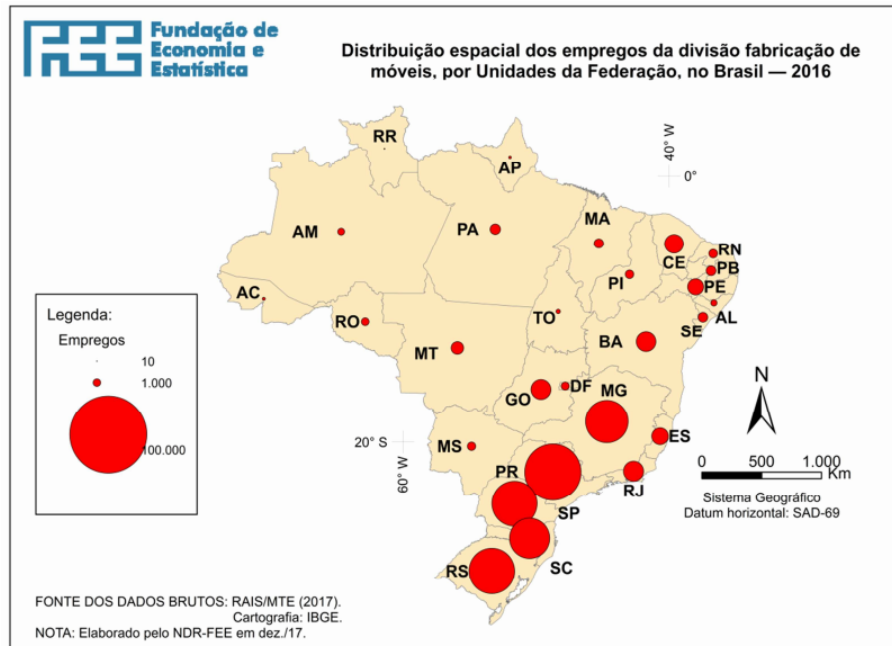 FEE
Fundação de
Economia e
Estatística
Distribuição espacial dos empregos da divisão fabricação de
móveis, por Unidades da Federação, no Brasil — 2016
40° W
0°
RR
AP
AM
PA
MA
CE
RN
PB
PE
PI
AL
SE
AC
RO
TO
BA
MT
DF
GO
MG
MS
ES
PR
SP
RJ
SC
RS
20° S
60° W
Legenda:
Empregos
10
1.000
100.000
N
0 500 1.000
Km
Sistema Geográfico
Datum horizontal: SAD-69
FONTE DOS DADOS BRUTOS: RAIS/MTE (2017).
Cartografia: IBGE.
NOTA: Elaborado pelo NDR-FEE em dez./17.